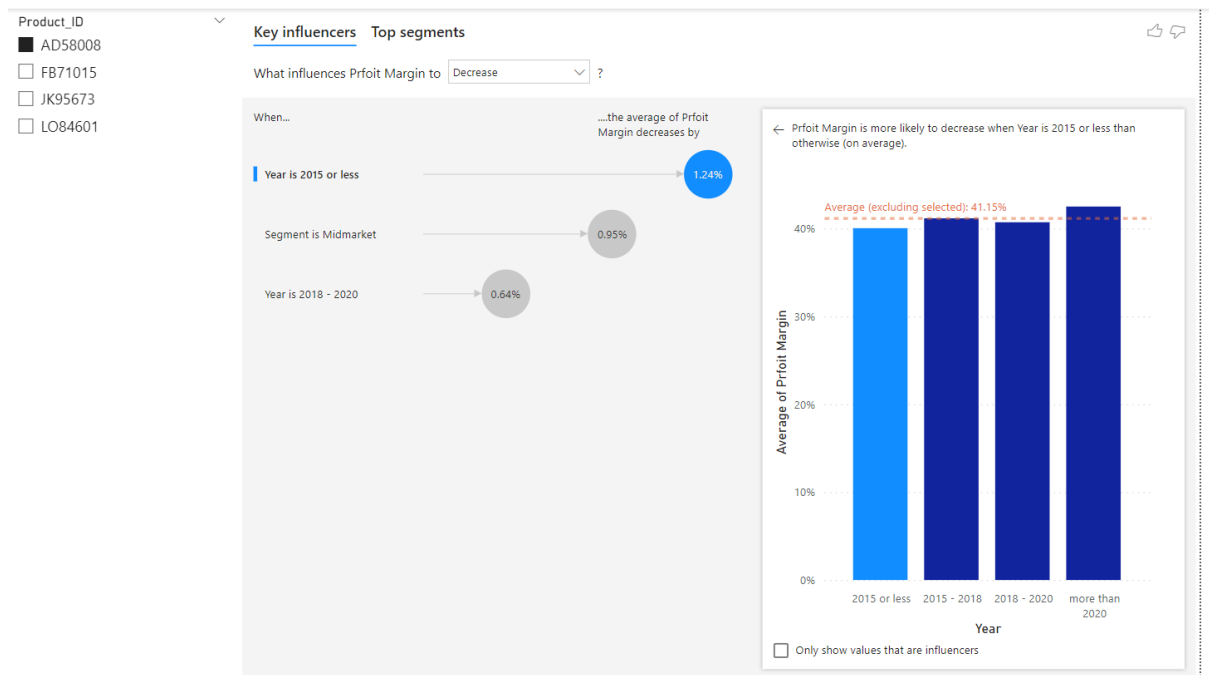 Product_ID
AD58008
FB71015
JK95673
LO84601
Key influencers
Top segments
What influences Prfoit Margin to
Decrease
?
When...
....the average of Prfoit
Margin decreases by
Year is 2015 or less
1.24%
Segment is Midmarket
0.95%
Year is 2018 - 2020
0.64%
Prfoit Margin is more likely to decrease when Year is 2015 or less than
otherwise (on average).
Average (excluding selected): 41.15%
40%
30%
20%
10%
0%
Average of Prfoit Margin
2015 or less
2015 - 2018
2018 - 2020
more than
2020
Year
Only show values that are influencers